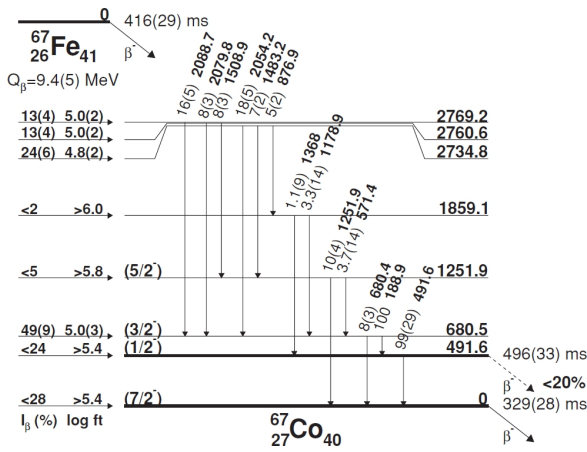 0 416(29) ms
67 26 Fe 41
β-
Qβ=9.4(5) MeV
16(5) 2088.7
8(3) 2079.8
8(3) 1508.9
18(5) 2054.2
7(2) 1483.2
5(2) 876.9
13(4) 5.0(2) 2769.2
13(4) 5.0(2) 2760.6
24(6) 4.8(2) 2734.8
1.1(9) 1368
3.3(14) 1178.9
<2 >6.0 1859.1
10(4) 1251.9
3.7(14) 571.4
<5 >5.8 (5/2-) 1251.9
8(3) 680.4
100 188.9
99(29) 491.6
49(9) 5.0(3) (3/2-) 680.5
<24 >5.4 (1/2-) 491.6 496(33) ms
β- <20%
<28 >5.4 (7/2-) 0 329(28) ms
Iβ (%) log ft
67 27 Co 40
β-